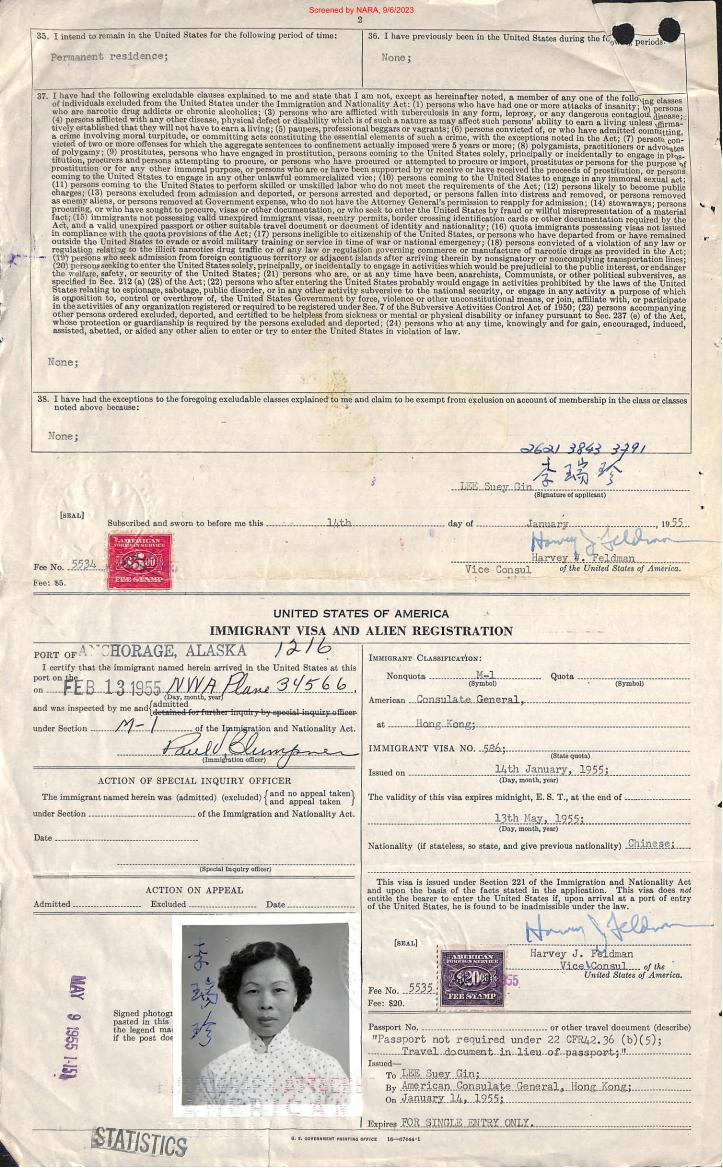 Screened by NARA, 9/6/2023
2
35. I intend to remain in the United States for the following period of time:
Permanent residence;
36. I have previously been in the United States during the following periods:
None;
37. I have had the following excludable clauses explained to me and state that I am not, except as hereinafter noted, a member of any one of the following classes
of individuals excluded from the United States under the Immigration and Nationality Act: (1) persons who have had one or more attacks of insanity; (2) persons
who are narcotic drug addicts or chronic alcoholics; (3) persons who are afflicted with tuberculosis in any form, leprosy, or any dangerous contagious disease;
(4) persons afflicted with any other disease, physical defect or disability which is of such a nature as may affect such persons' ability to earn a living unless affirma-
tively established that they will not have to earn a living; (5) paupers, professional beggars or vagrants; (6) persons convicted of, or who have admitted committing,
a crime involving moral turpitude, or committing acts constituting the essential elements of such a crime, with the exceptions noted in the Act; (7) persons con-
victed of two or more offenses for which the aggregate sentences to confinement actually imposed were 5 years or more; (8) polygamists, practitioners or advocates
of polygamy; (9) prostitutes, persons who have engaged in prostitution, persons coming to the United States solely, principally or incidentally to engage in pros-
titution, procurers and persons attempting to procure, or persons who have procured or attempted to procure or import, prostitutes or persons for the purpose of
prostitution or for any other immoral purpose, or persons who are or have been supported by or receive or have received the proceeds of prostitution, or persons
coming to the United States to engage in any other unlawful commercialized vice; (10) persons coming to the United States to engage in any immoral sexual act;
(11) persons coming to the United States to perform skilled or unskilled labor who do not meet the requirements of the Act; (12) persons likely to become public
charges; (13) persons excluded from admission and deported, or persons arrested and deported, or persons fallen into distress and removed, or persons removed
as enemy aliens, or persons removed at Government expense, who do not have the Attorney General's permission to reapply for admission; (14) stowaways; persons
procuring, or who have sought to procure, visas or other documentation, or who seek to enter the United States by fraud or willful misrepresentation of a material
fact; (15) immigrants not possessing valid unexpired immigrant visas, reentry permits, border crossing identification cards or other documentation required by the
Act, and a valid unexpired passport or other suitable travel document or document of identity and nationality; (16) quota immigrants possessing visas not issued
in compliance with the quota provisions of the Act; (17) persons ineligible to citizenship of the United States, or persons who have departed from or have remained
outside the United States to evade or avoid military training or service in time of war or national emergency; (18) persons convicted of a violation of any law or
regulation relating to the illicit narcotics drug traffic or of any law or regulation governing commerce or manufacture of narcotic drugs as provided in the Act;
(19) persons who seek admission from foreign contiguous territory or adjacent islands after arriving therein by nonsignatory or noncomplying transportation lines;
(20) persons seeking to enter the United States solely, principally, or incidentally to engage in activities which would be prejudicial to the public interest, or endanger
the welfare, safety, or security of the United States; (21) persons who are, or at any time have been, anarchists, Communists, or other political subversives, as
specified in Sec. 212 (a) (28) of the Act; (22) persons who after entering the United States probably would engage in activities prohibited by the laws of the United
States relating to espionage, sabotage, public disorder, or in any other activity subversive to the national security, or engage in any activity a purpose of which
is opposition to, control or overthrow of, the United States Government by force, violence or other unconstitutional means, or join, affiliate with, or participate
in the activities of any organization registered or required to be registered under Sec. 7 of the Subversive Activities Control Act of 1950; (23) persons accompanying
other persons ordered excluded, deported, and certified to be helpless from sickness or mental or physical disability or infancy pursuant to Sec. 237 (e) of the Act,
whose protection or guardianship is required by the persons excluded and deported; (24) persons who at any time, knowingly and for gain, encouraged, induced,
assisted, abetted, or aided any other alien to enter or try to enter the United States in violation of law.
None;
38. I have had the exceptions to the foregoing excludable classes explained to me and claim to be exempt from exclusion on account of membership in the class or classes
noted above because:
None;
2621 3843 3791
李瑞珍
LEE Suey Gin
(Signature of applicant)
[SEAL]
Subscribed and sworn to before me this 14th day of January, 1955
Harvey J Feldman
Harvey J. Feldman
Vice Consul of the United States of America.
Fee No. 5534
Fee: $5.
AMERICAN
FOREIGN SERVICE
$5.00
FEE STAMP
UNITED STATES OF AMERICA
IMMIGRANT VISA AND ALIEN REGISTRATION
PORT OF ANCHORAGE, ALASKA 1216
I certify that the immigrant named herein arrived in the United States at this
port on the
on FEB 13 1955 NWA Plane 34566.
(Day, month, year)
and was inspected by me and {admitted
detained for further inquiry by special inquiry officer
under Section M-1 of the Immigration and Nationality Act.
(Immigration officer)
ACTION OF SPECIAL INQUIRY OFFICER
The immigrant named herein was (admitted) (excluded) {and no appeal taken}
{and appeal taken}
under Section of the Immigration and Nationality Act.
Date
(Special Inquiry officer)
ACTION ON APPEAL
Admitted Excluded Date
IMMIGRANT CLASSIFICATION:
Nonquota M-1 Quota
(Symbol) (Symbol)
American Consulate General,
at Hong Kong;
IMMIGRANT VISA NO. 586;
(State quota)
Issued on 14th January, 1955;
(Day, month, year)
The validity of this visa expires midnight, E. S. T., at the end of
13th May, 1955;
(Day, month, year)
Nationality (if stateless, so state, and give previous nationality) Chinese;
This visa is issued under Section 221 of the Immigration and Nationality Act
and upon the basis of the facts stated in the application. This visa does not
entitle the bearer to enter the United States if, upon arrival at a port of entry
of the United States, he is found to be inadmissible under the law.
Harvey J Feldman
[SEAL]
Harvey J. Feldman
Vice Consul of the
United States of America.
AMERICAN
FOREIGN SERVICE
$20.00
FEE STAMP
Fee No. 5535
Fee: $20.
Passport No. or other travel document (describe)
"Passport not required under 22 CFR42.36 (b)(5);
Travel document in lieu of passport;"
Issued—
To LEE Suey Gin;
By American Consulate General, Hong Kong;
On January 14, 1955;
Expires FOR SINGLE ENTRY ONLY.
李瑞珍
MAY 9 1955
Signed photogr
pasted in this
the legend ma
if the post doe
AMERICAN
STATISTICS
U. S. GOVERNMENT PRINTING OFFICE 16—67644-1